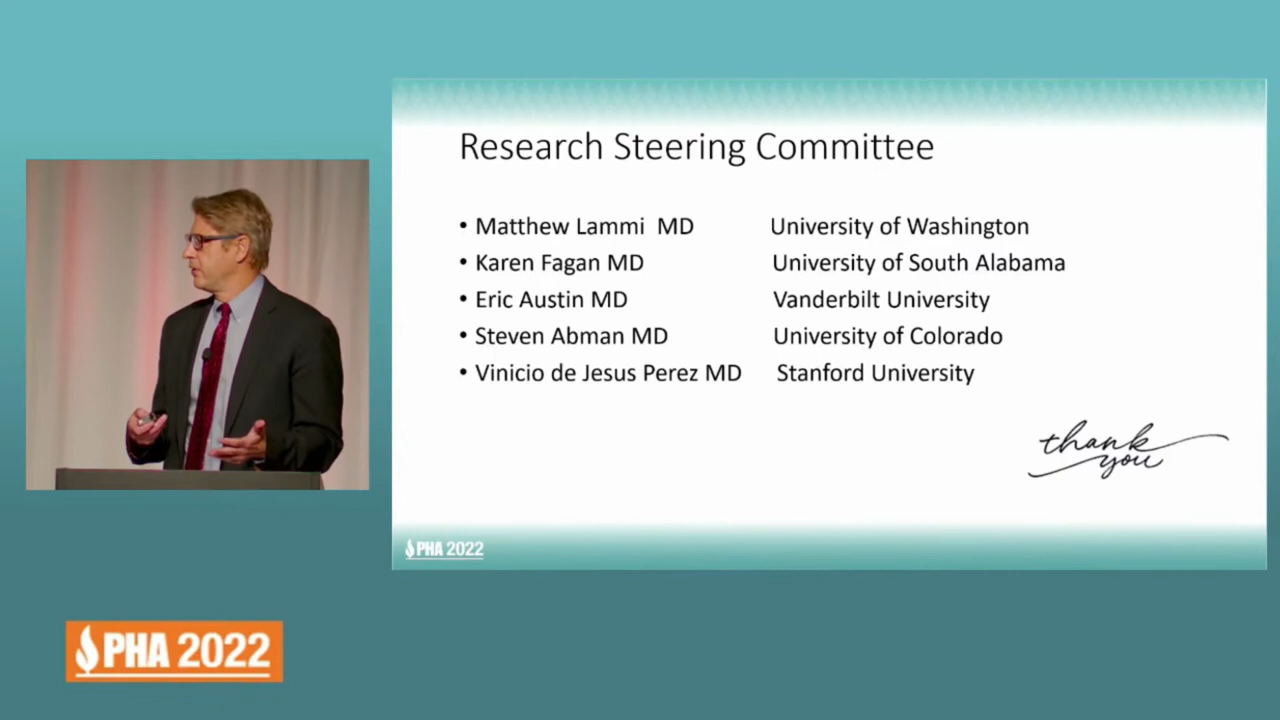 Research Steering Committee
• Matthew Lammi MD University of Washington
• Karen Fagan MD University of South Alabama
• Eric Austin MD Vanderbilt University
• Steven Abman MD University of Colorado
• Vinicio de Jesus Perez MD Stanford University
thank
you
PHA 2022
PHA 2022